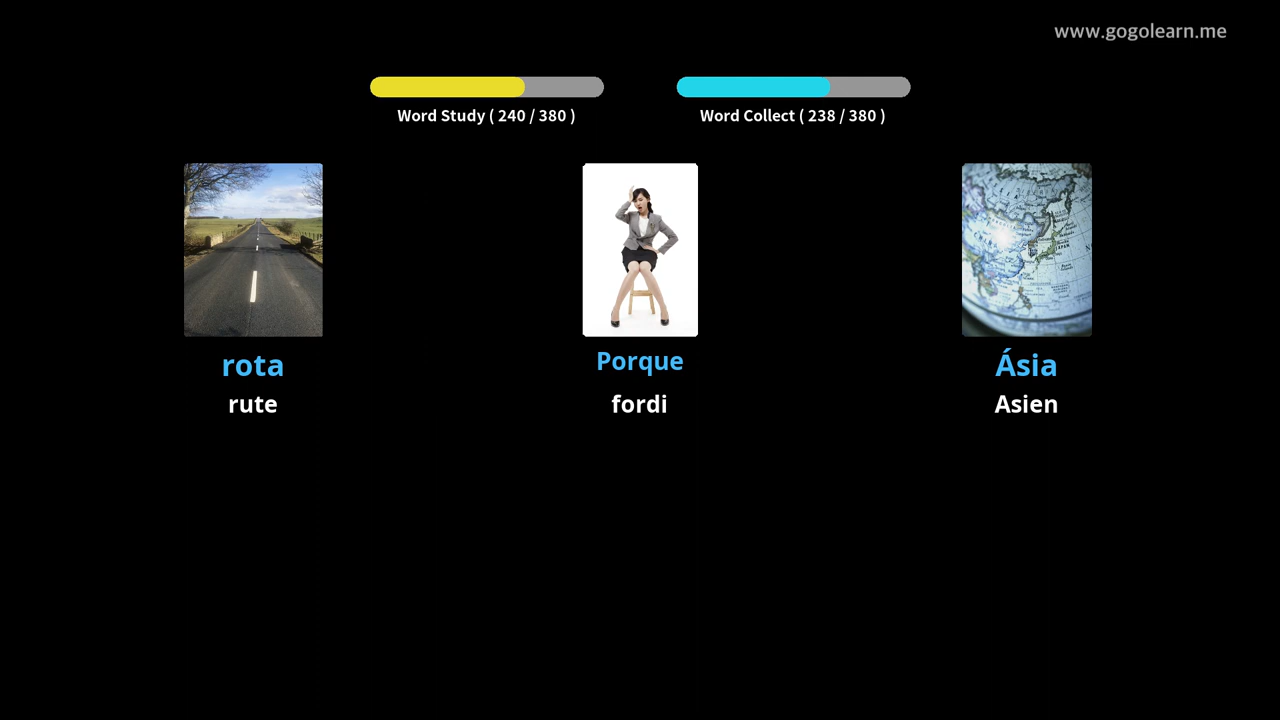 www.gogolearn.me
Word Study ( 240 / 380 )
Word Collect ( 238 / 380 )
rota
rute
Porque
fordi
Ásia
Asien